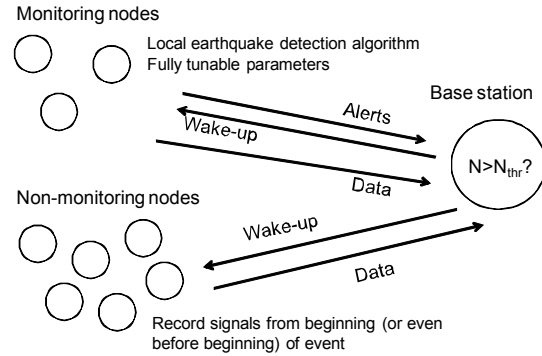 Monitoring nodes
Local earthquake detection algorithm
Fully tunable parameters
Base station
Alerts
Wake-up
N>Nthr?
Data
Non-monitoring nodes
Wake-up
Data
Record signals from beginning (or even
before beginning) of event